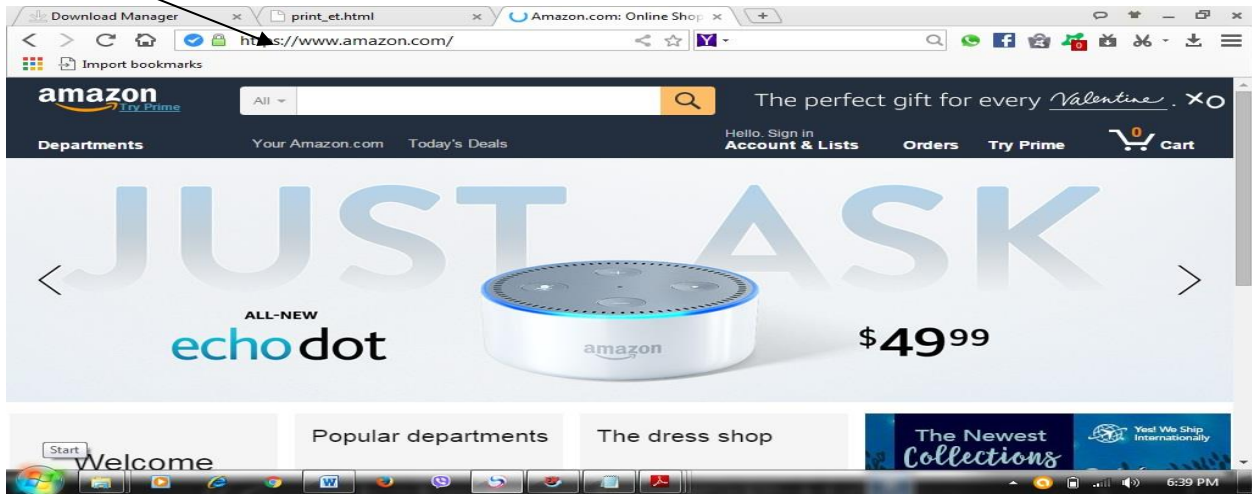 Download Manager
print_et.html
Amazon.com: Online Shop
https://www.amazon.com/
Import bookmarks
amazon
Try Prime
All
The perfect gift for every Valentine. XO
Departments
Your Amazon.com
Today's Deals
Hello. Sign in
Account & Lists
Orders
Try Prime
0
Cart
JUST ASK
ALL-NEW
echo dot
amazon
$4999
Popular departments
The dress shop
Start
Welcome
The Newest
Collections
Yes! We Ship
Internationally
6:39 PM